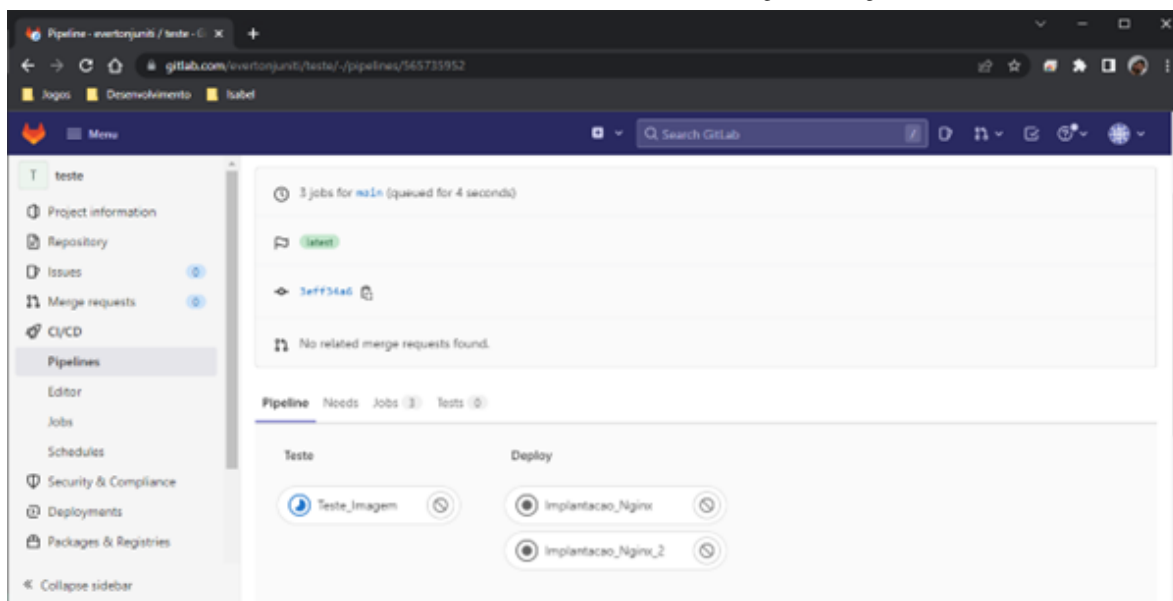 Pipeline - evertonjuniti / teste - G
gitlab.com/evertonjuniti/teste/-/pipelines/565735952
Jogos Desenvolvimento Isabel
Menu
Search GitLab /
T teste
Project information
Repository
Issues 0
Merge requests 0
CI/CD
Pipelines
Editor
Jobs
Schedules
Security & Compliance
Deployments
Packages & Registries
Collapse sidebar
3 jobs for main (queued for 4 seconds)
latest
3eff34a6
No related merge requests found.
Pipeline Needs Jobs 3 Tests 0
Teste Deploy
Teste_Imagem Implantacao_Nginx
Implantacao_Nginx_2